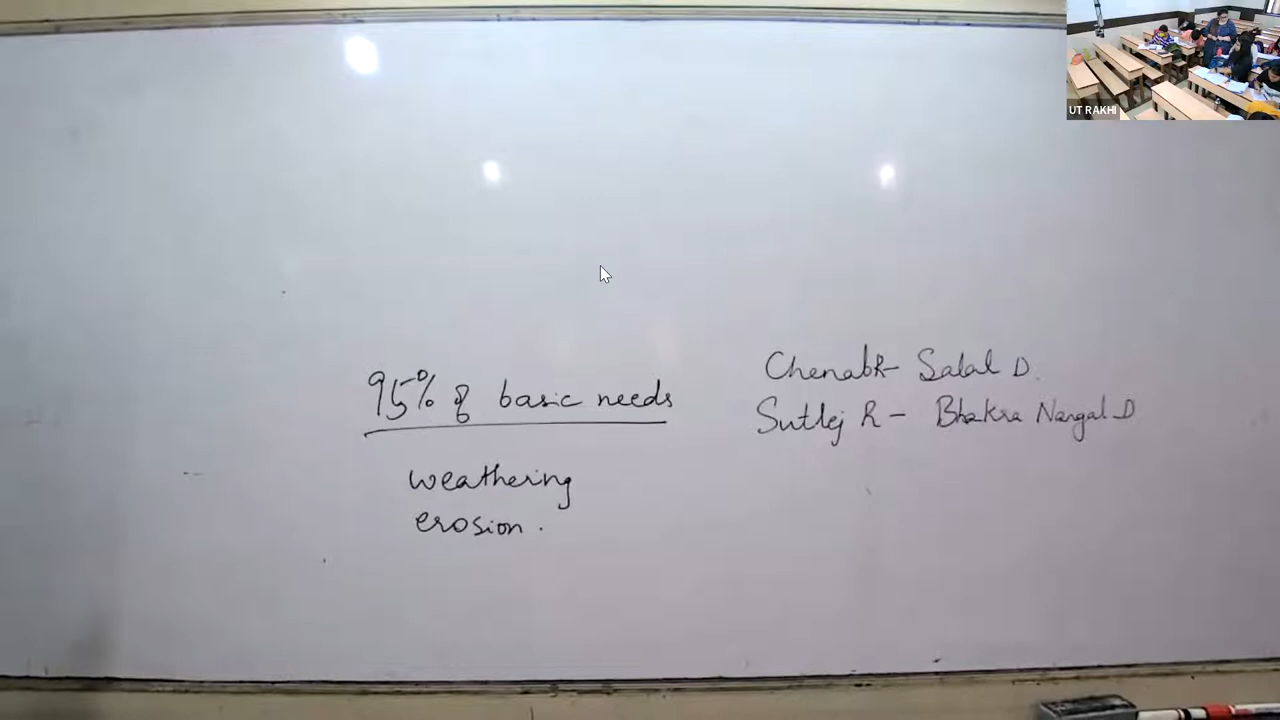 UT RAKHI
95% of basic needs
weathering
erosion.
Chenab R - Salal D.
Sutlej R - Bhakra Nangal D